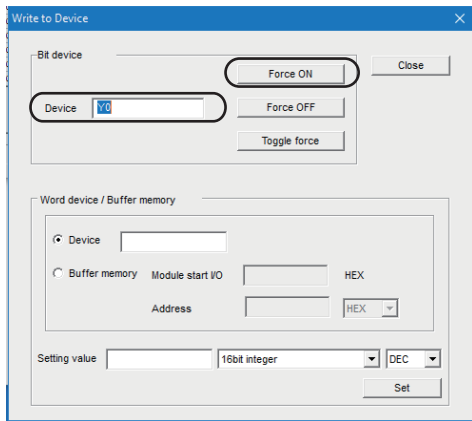 Write to Device
Bit device
Force ON
Close
Device Y0
Force OFF
Toggle force
Word device / Buffer memory
Device
Buffer memory Module start I/O HEX
Address HEX
Setting value 16bit integer DEC
Set